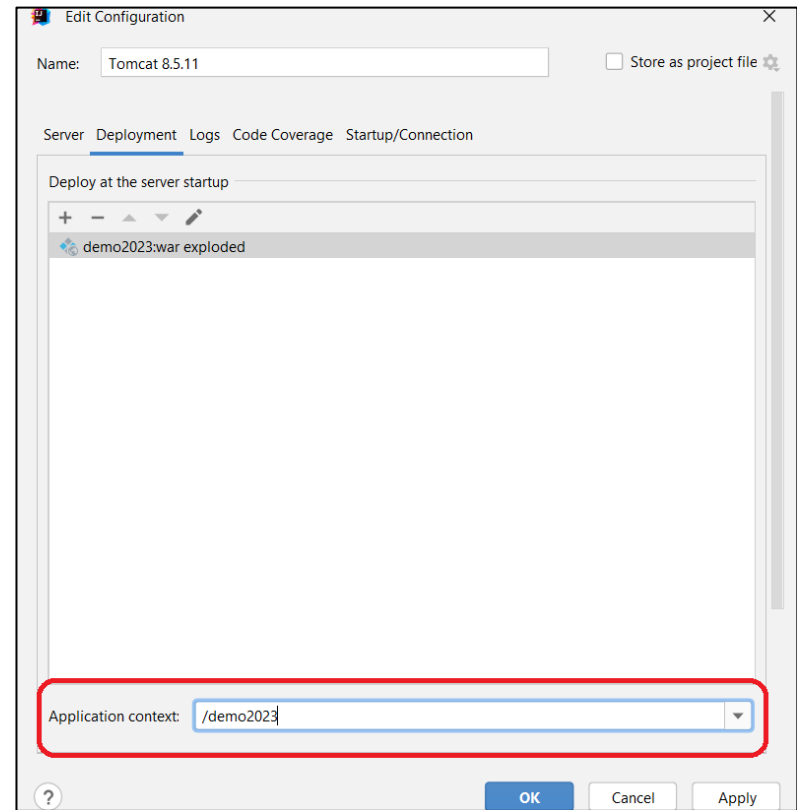 Edit Configuration
Name: Tomcat 8.5.11 Store as project file
Server Deployment Logs Code Coverage Startup/Connection
Deploy at the server startup
demo2023:war exploded
Application context: /demo2023
? OK Cancel Apply